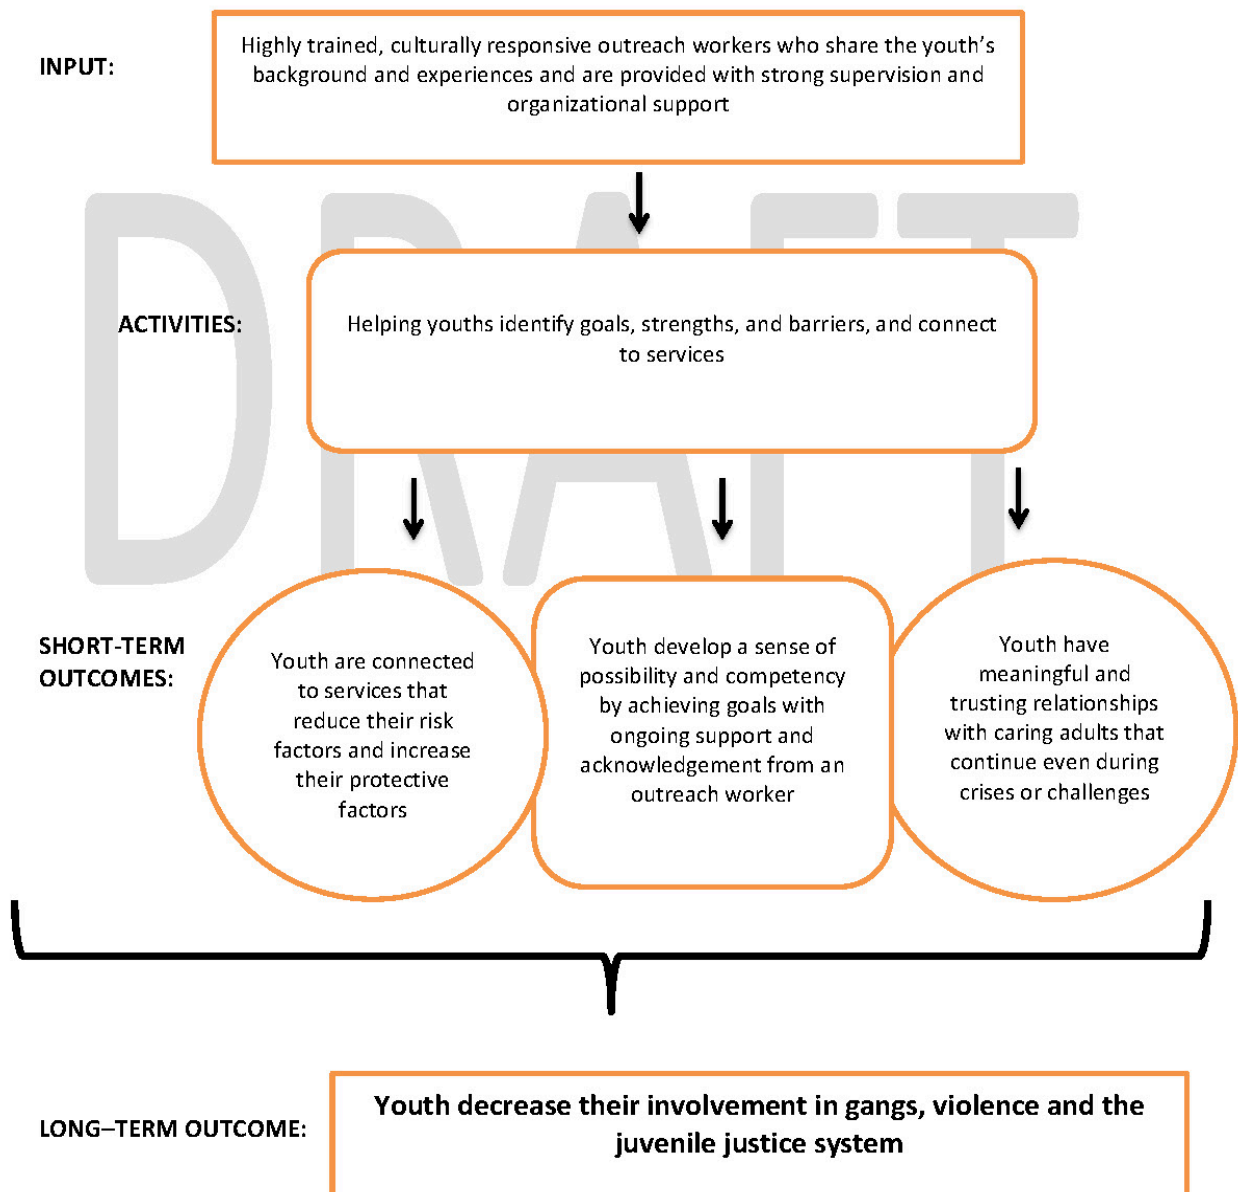 INPUT:
Highly trained, culturally responsive outreach workers who share the youth's
background and experiences and are provided with strong supervision and
organizational support
DRAFT
ACTIVITIES:
Helping youths identify goals, strengths, and barriers, and connect
to services
SHORT-TERM
OUTCOMES:
Youth are connected
to services that
reduce their risk
factors and increase
their protective
factors
Youth develop a sense of
possibility and competency
by achieving goals with
ongoing support and
acknowledgement from an
outreach worker
Youth have
meaningful and
trusting relationships
with caring adults that
continue even during
crises or challenges
LONG–TERM OUTCOME:
Youth decrease their involvement in gangs, violence and the
juvenile justice system